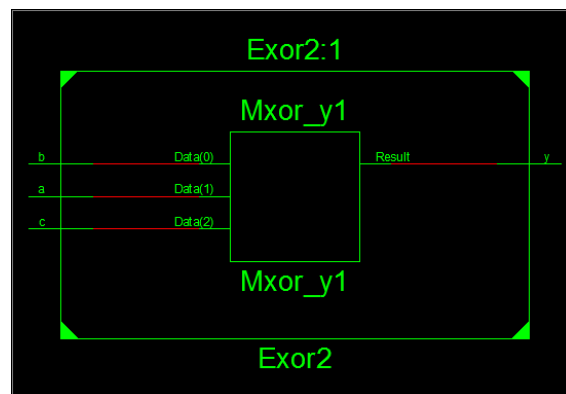 Exor2:1
Mxor_y1
b Data(0) Result y
a Data(1)
c Data(2)
Mxor_y1
Exor2